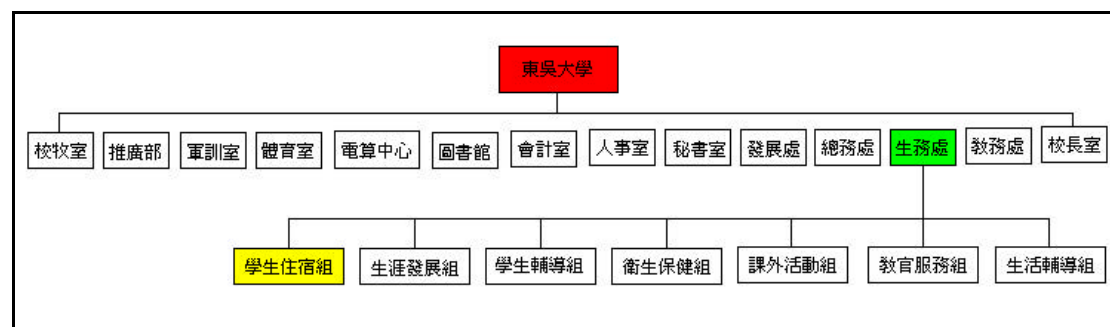 東吳大學
校牧室
推廣部
軍訓室
體育室
電算中心
圖書館
會計室
人事室
秘書室
發展處
總務處
生務處
教務處
校長室
學生住宿組
生涯發展組
學生輔導組
衛生保健組
課外活動組
教官服務組
生活輔導組